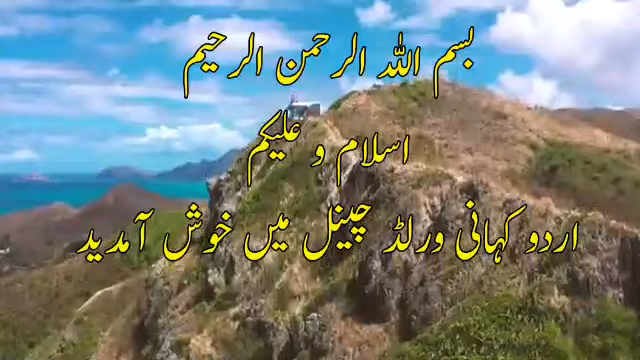 بسم اللہ الرحمن الرحیم
اسلام و علیکم
اردو کہانی ورلڈ چینل میں خوش آمدید